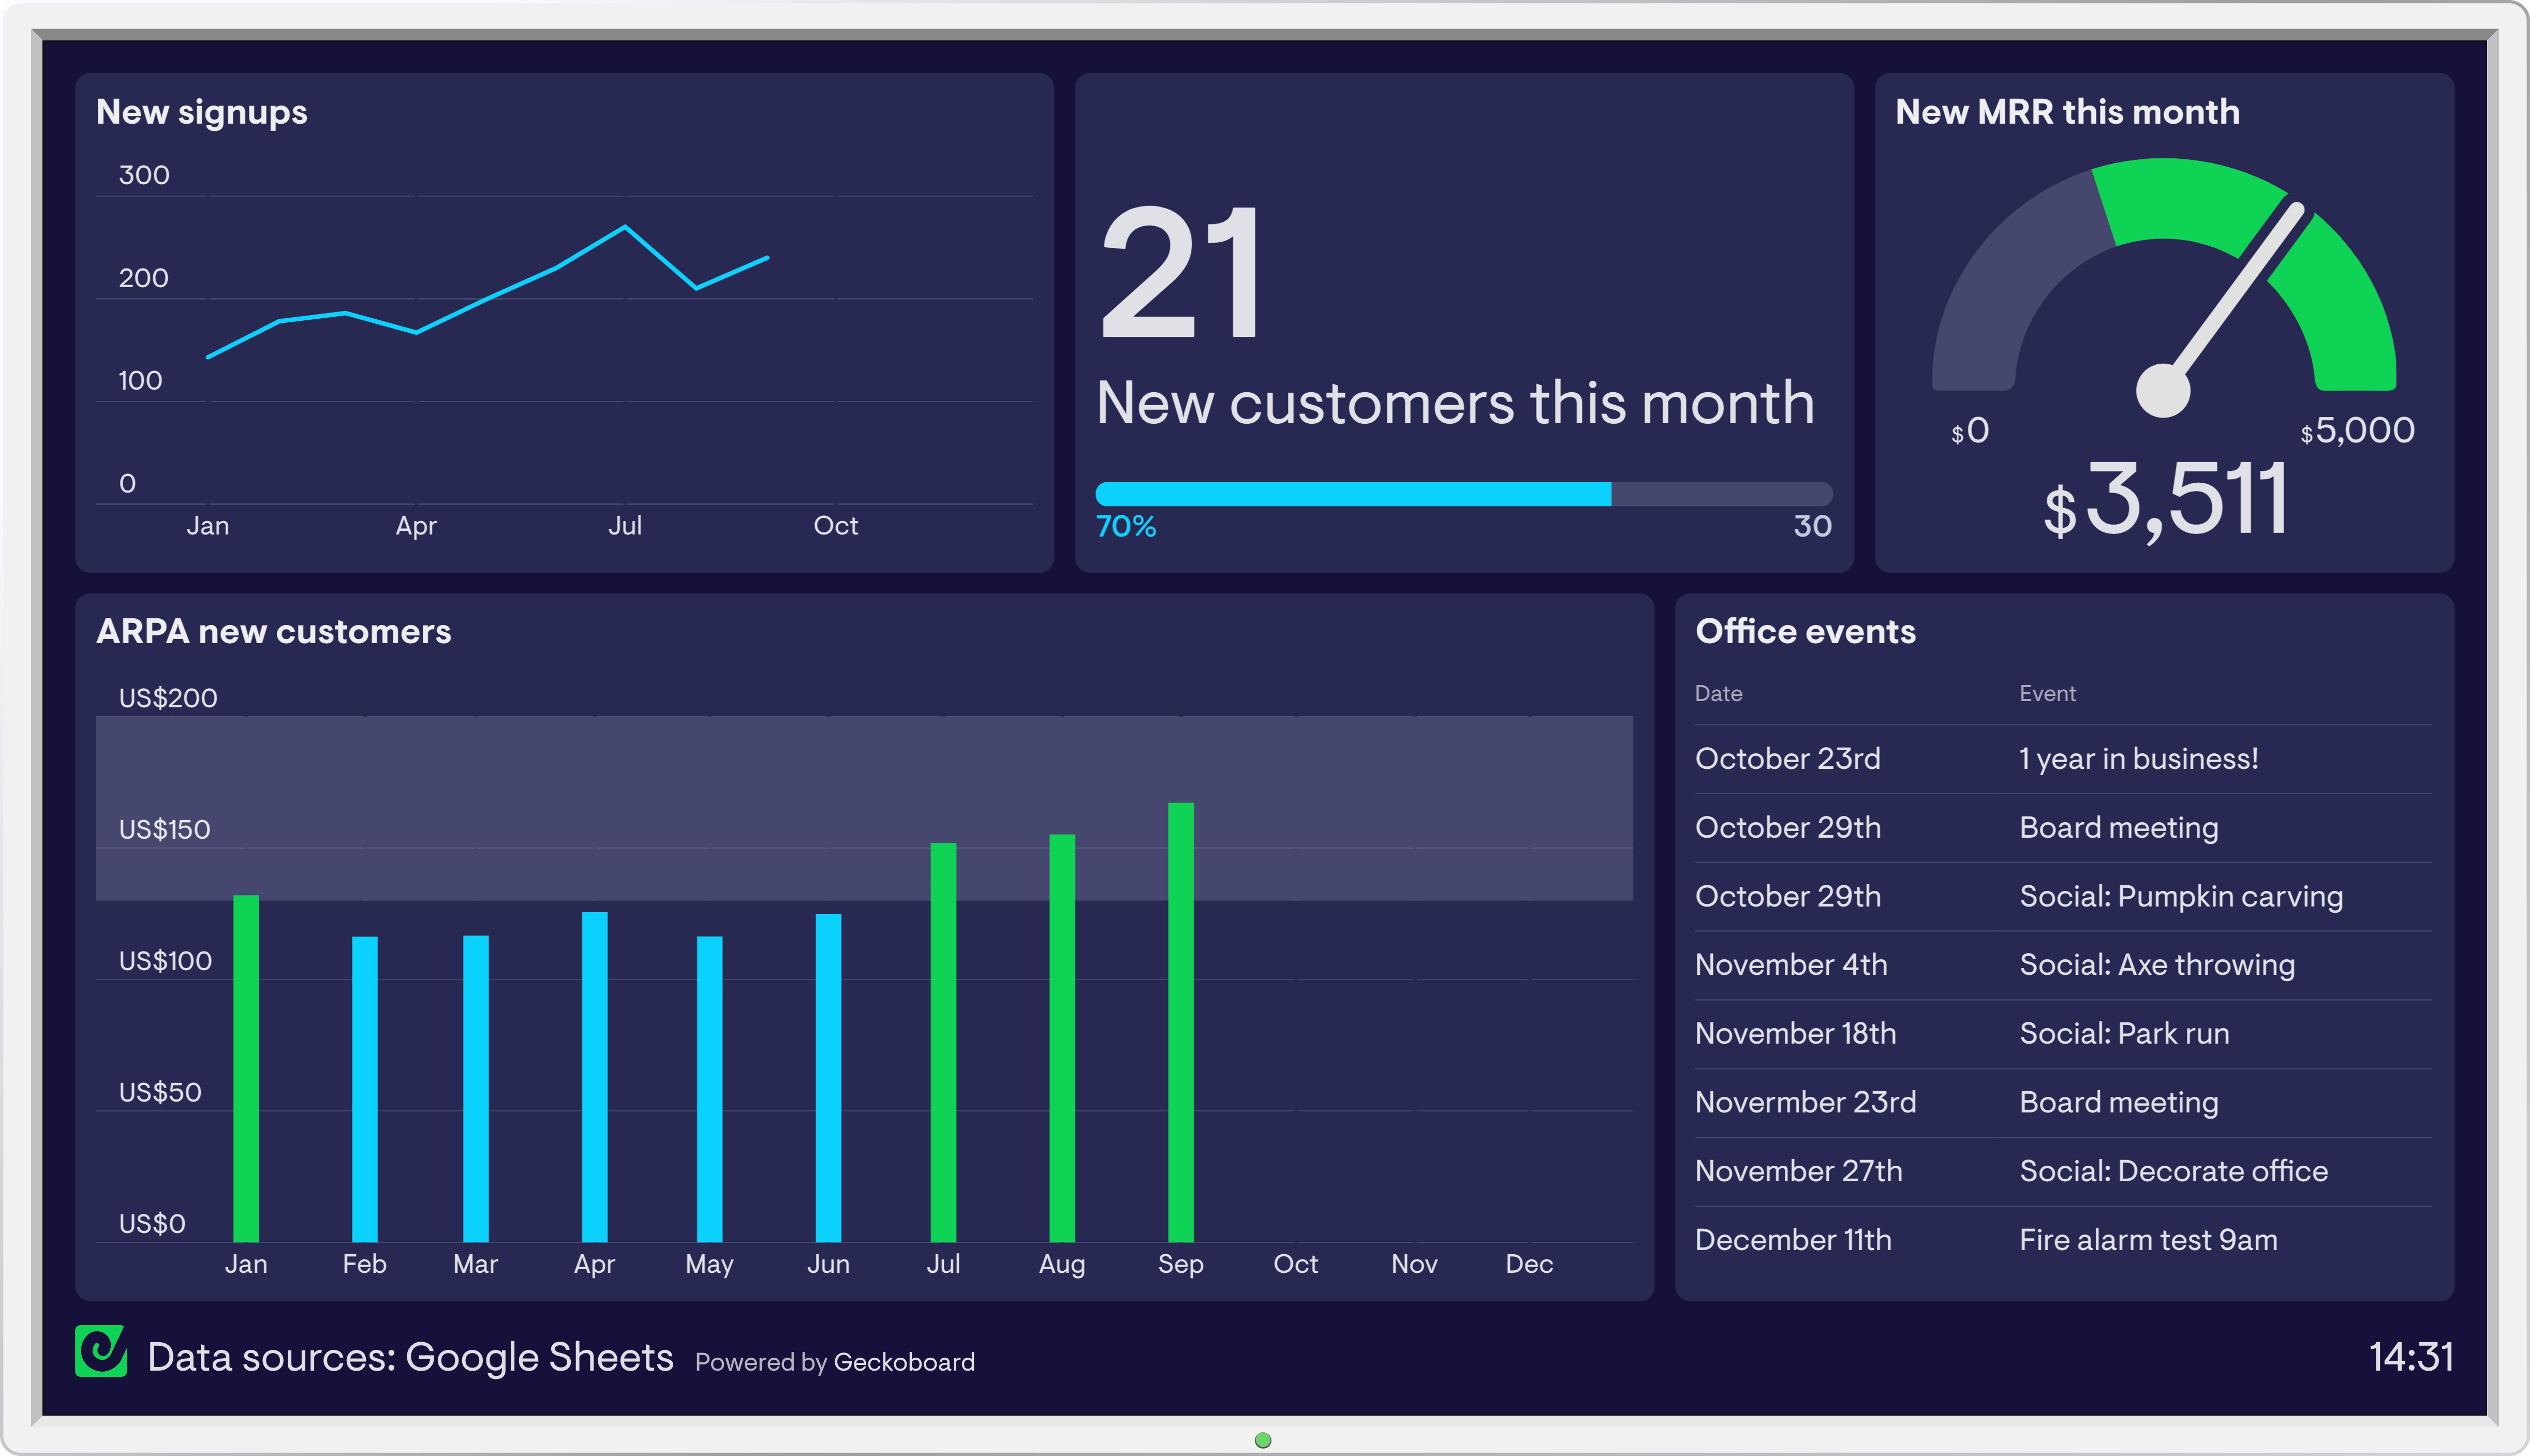 New signups
300
200
100
0
Jan Apr Jul Oct
21
New customers this month
70% 30
New MRR this month
$0 $5,000
$3,511
ARPA new customers
US$200
US$150
US$100
US$50
US$0
Jan Feb Mar Apr May Jun Jul Aug Sep Oct Nov Dec
Office events
Date Event
October 23rd 1 year in business!
October 29th Board meeting
October 29th Social: Pumpkin carving
November 4th Social: Axe throwing
November 18th Social: Park run
Novermber 23rd Board meeting
November 27th Social: Decorate office
December 11th Fire alarm test 9am
Data sources: Google Sheets Powered by Geckoboard 14:31